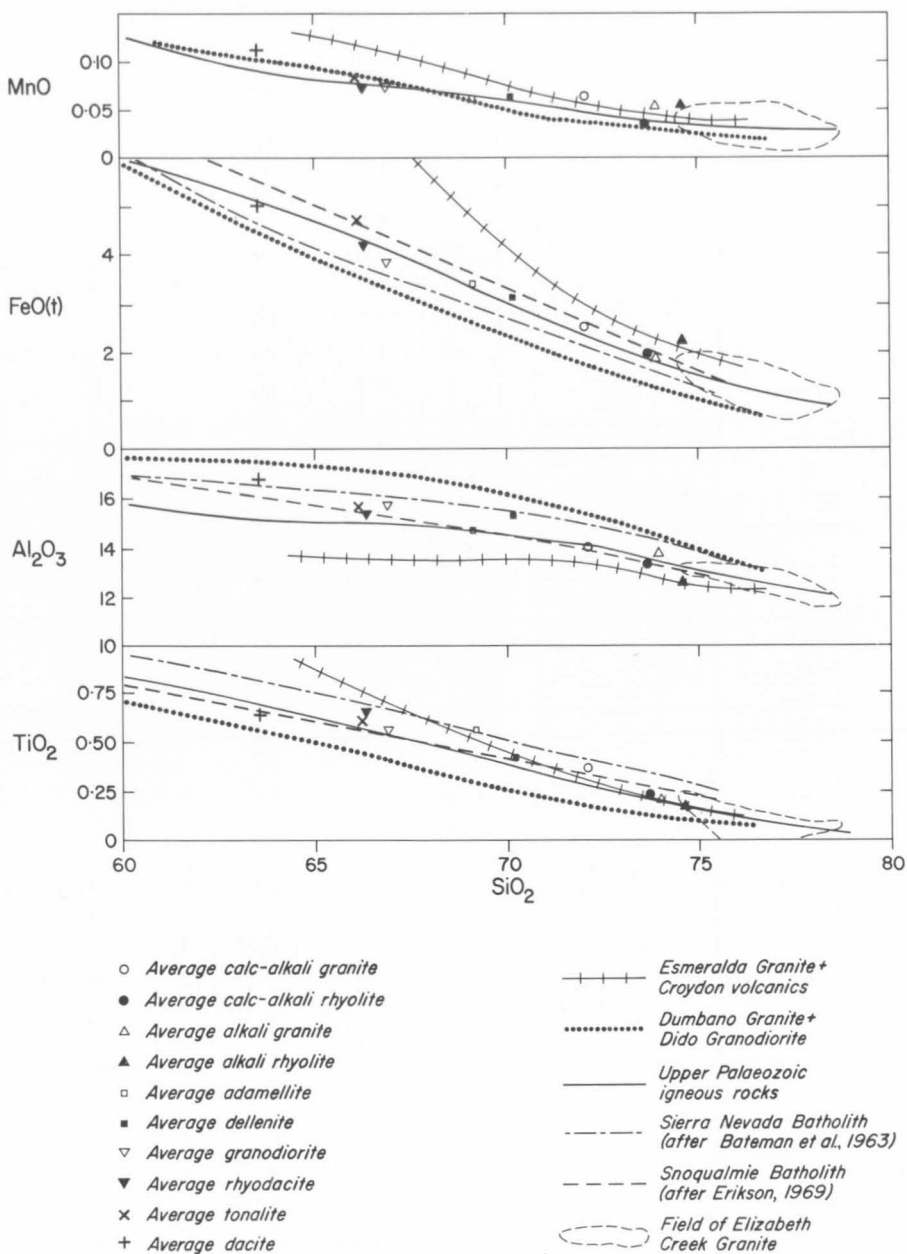 MnO
0·10
0·05
0
FeO(t)
4
2
0
Al2O3
16
14
12
10
TiO2
0·75
0·50
0·25
0
60
65
70
75
80
SiO2
Average calc-alkali granite
Average calc-alkali rhyolite
Average alkali granite
Average alkali rhyolite
Average adamellite
Average dellenite
Average granodiorite
Average rhyodacite
Average tonalite
Average dacite
Esmeralda Granite+
Croydon volcanics
Dumbano Granite+
Dido Granodiorite
Upper Palaeozoic
igneous rocks
Sierra Nevada Batholith
(after Bateman et al., 1963)
Snoqualmie Batholith
(after Erikson, 1969)
Field of Elizabeth
Creek Granite